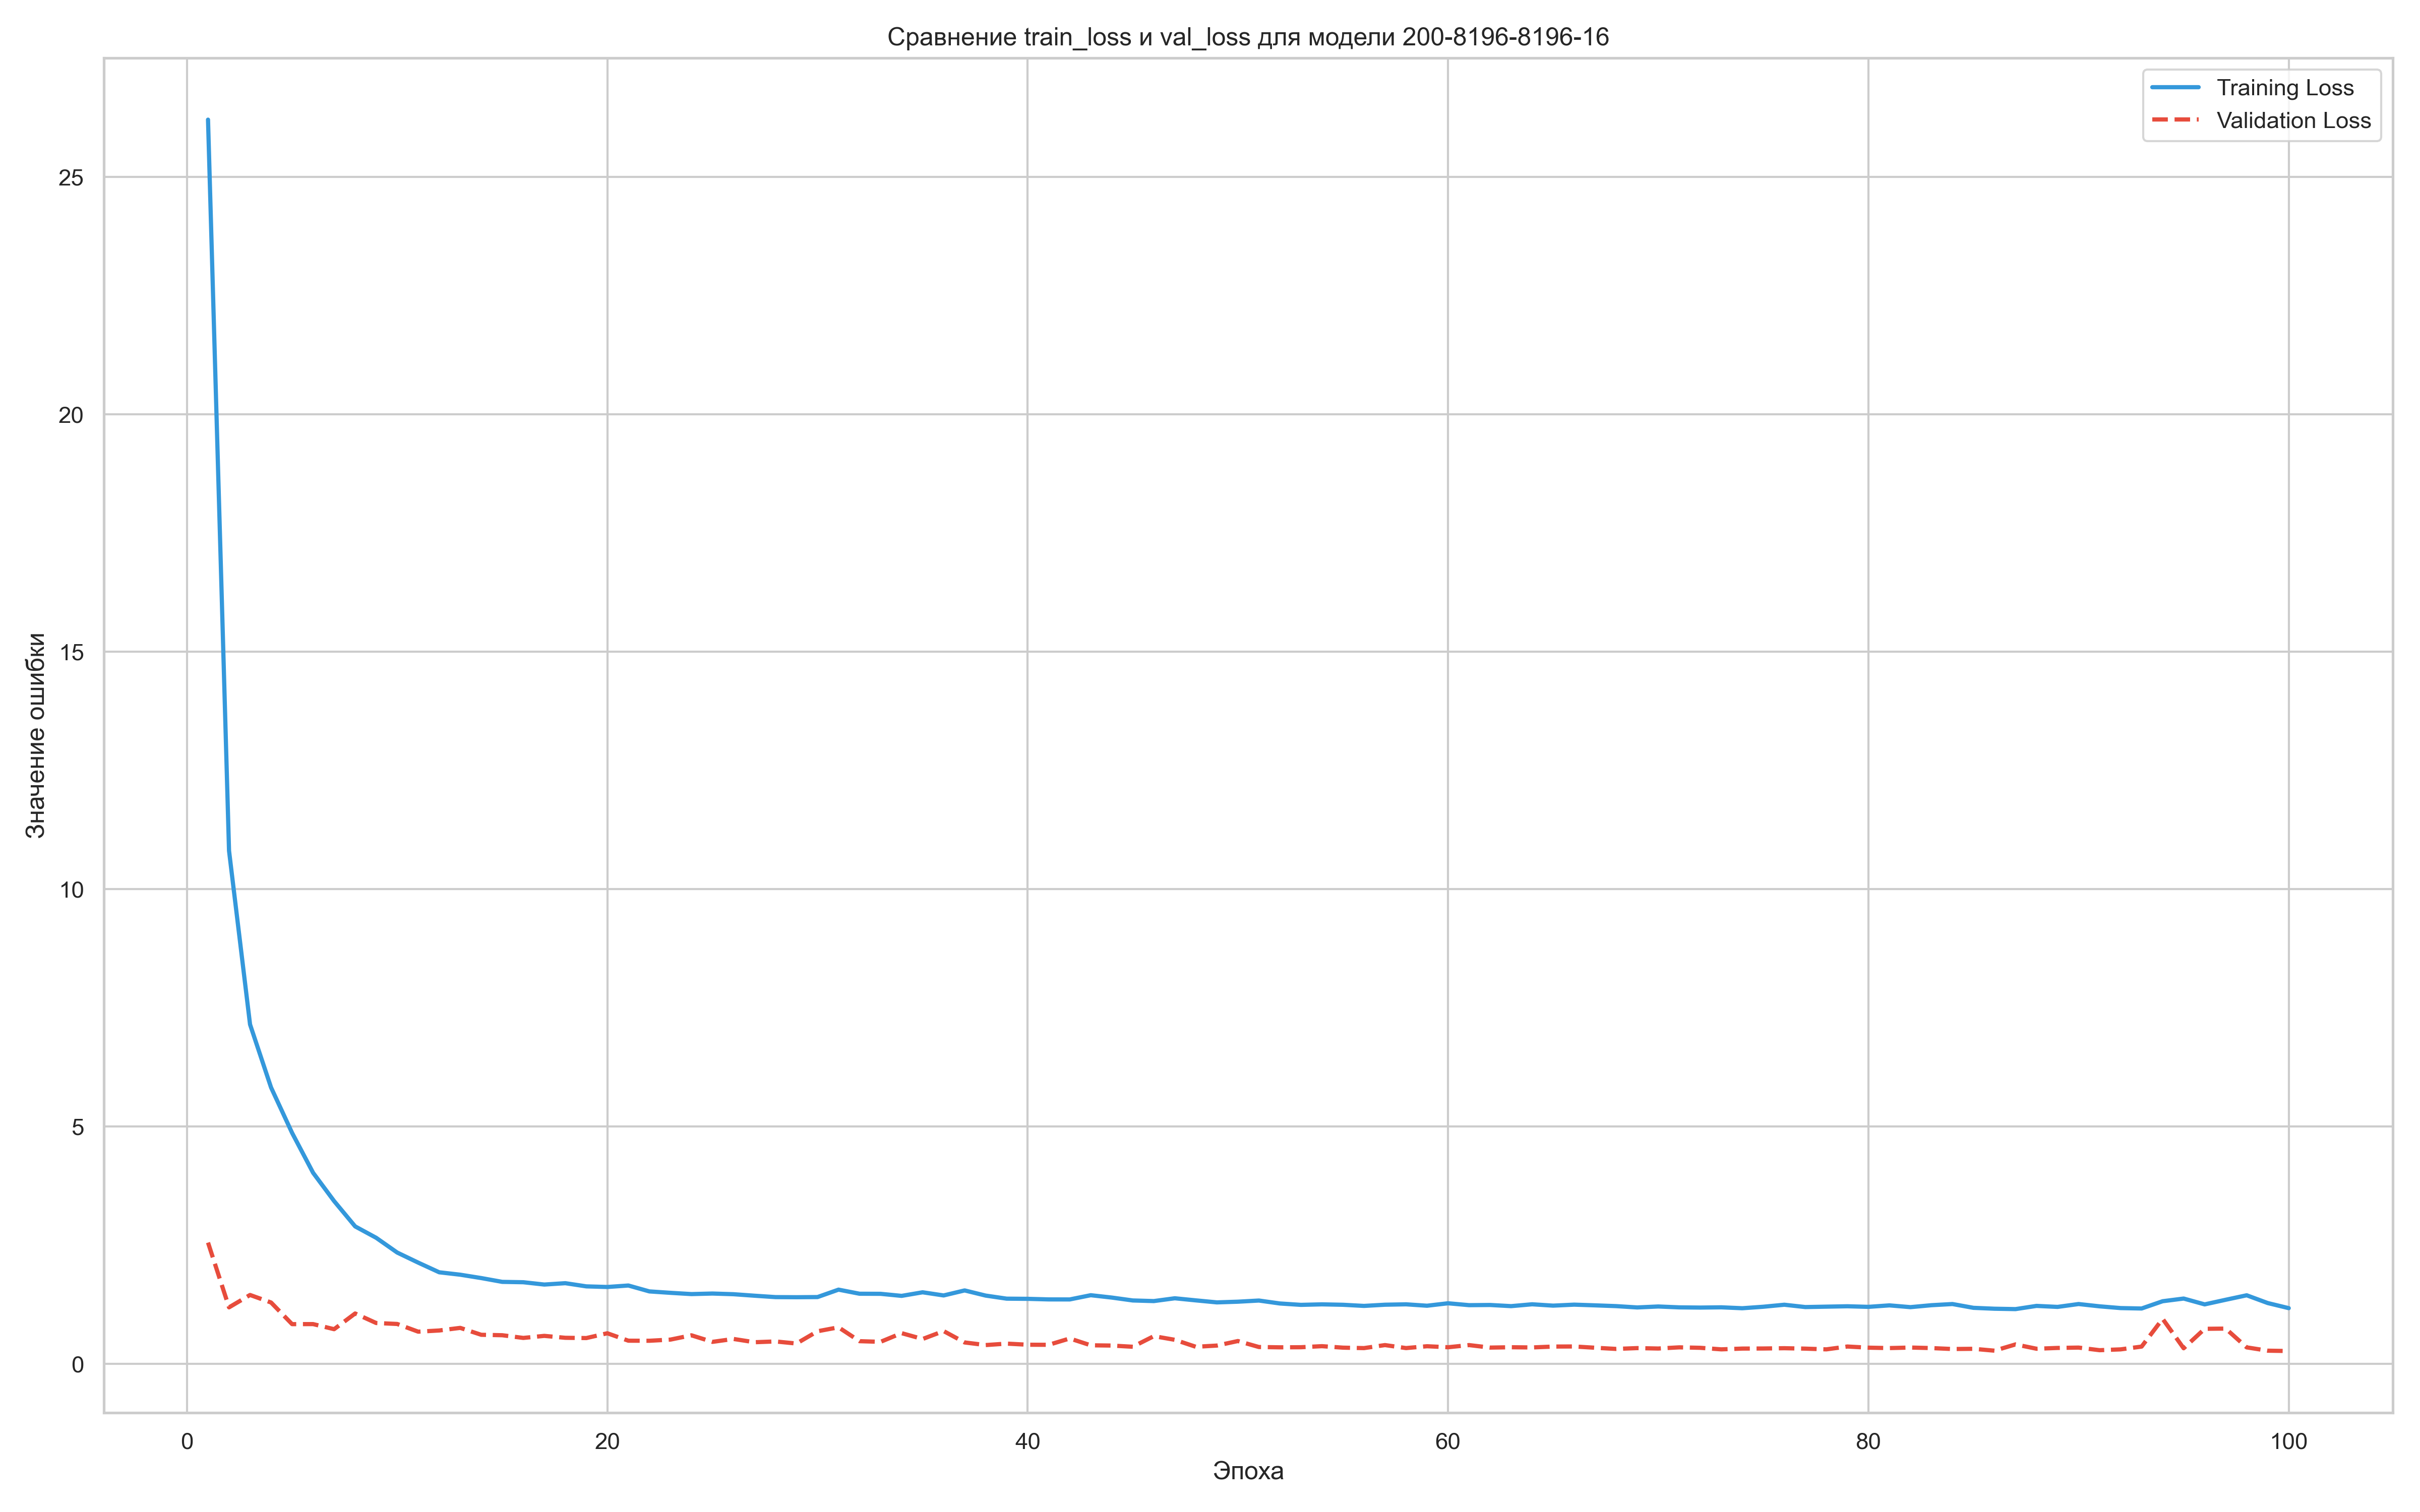 Сравнение train_loss и val_loss для модели 200-8196-8196-16
Training Loss
Validation Loss
25
20
15
10
5
0
Значение ошибки
0
20
40
60
80
100
Эпоха